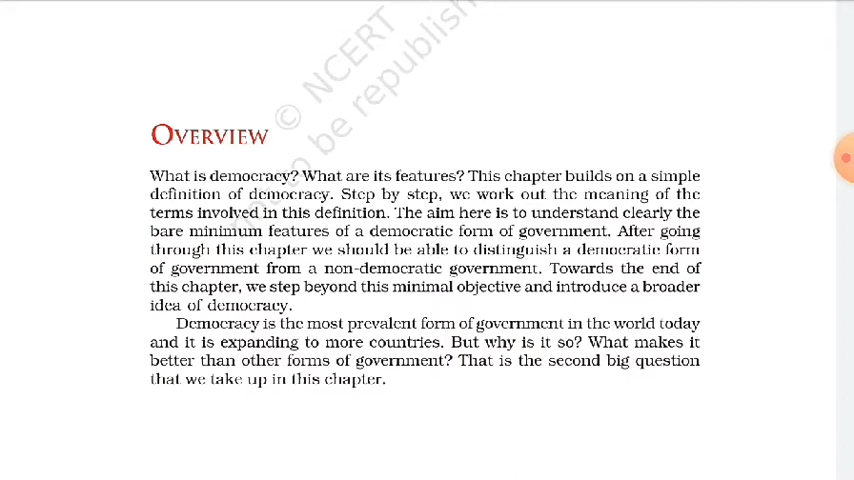 © NCERT
to be republish
OVERVIEW
What is democracy? What are its features? This chapter builds on a simple
definition of democracy. Step by step, we work out the meaning of the
terms involved in this definition. The aim here is to understand clearly the
bare minimum features of a democratic form of government. After going
through this chapter we should be able to distinguish a democratic form
of government from a non-democratic government. Towards the end of
this chapter, we step beyond this minimal objective and introduce a broader
idea of democracy.
Democracy is the most prevalent form of government in the world today
and it is expanding to more countries. But why is it so? What makes it
better than other forms of government? That is the second big question
that we take up in this chapter.